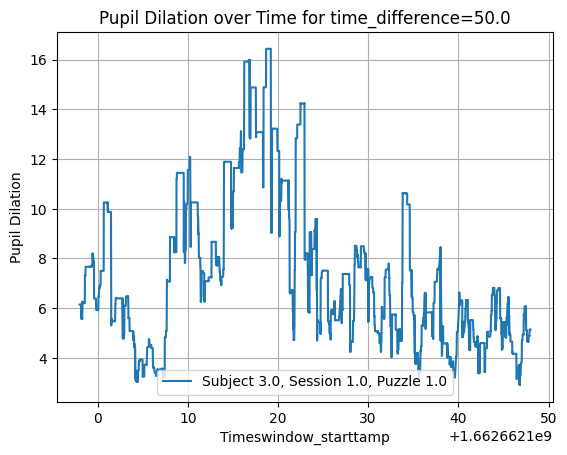 Pupil Dilation over Time for time_difference=50.0
Pupil Dilation
16
14
12
10
8
6
4
Subject 3.0, Session 1.0, Puzzle 1.0
0 10 20 30 40 50
Timeswindow_starttamp
+1.6626621e9